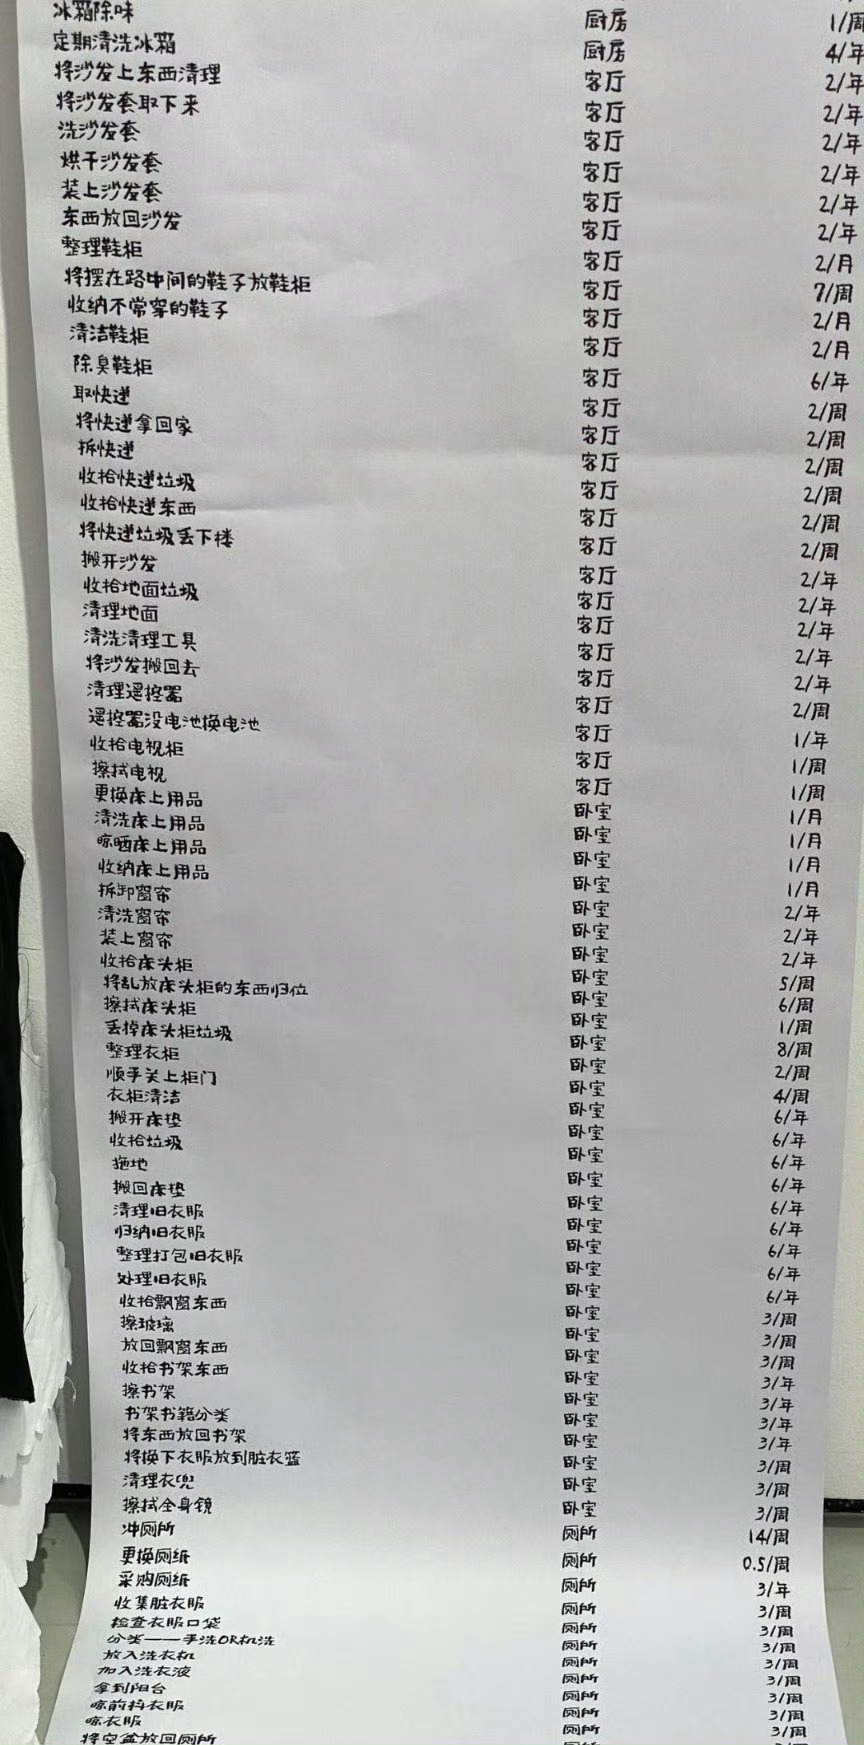 冰箱除味 厨房 1/周
定期清洗冰箱 厨房 4/年
将沙发上东西清理 客厅 2/年
将沙发套取下来 客厅 2/年
洗沙发套 客厅 2/年
烘干沙发套 客厅 2/年
装上沙发套 客厅 2/年
东西放回沙发 客厅 2/年
整理鞋柜 客厅 2/月
将摆在路中间的鞋子放鞋柜 客厅 7/周
收纳不常穿的鞋子 客厅 2/月
清洁鞋柜 客厅 2/月
除臭鞋柜 客厅 6/年
取快递 客厅 2/周
将快递拿回家 客厅 2/周
拆快递 客厅 2/周
收拾快递垃圾 客厅 2/周
收拾快递东西 客厅 2/周
将快递垃圾丢下楼 客厅 2/周
搬开沙发 客厅 2/年
收拾地面垃圾 客厅 2/年
清理地面 客厅 2/年
清洗清理工具 客厅 2/年
将沙发搬回去 客厅 2/年
清理遥控器 客厅 2/周
遥控器没电池换电池 客厅 1/年
收拾电视柜 客厅 1/周
擦拭电视 客厅 1/周
更换床上用品 卧室 1/月
清洗床上用品 卧室 1/月
晾晒床上用品 卧室 1/月
收纳床上用品 卧室 1/月
拆卸窗帘 卧室 2/年
清洗窗帘 卧室 2/年
装上窗帘 卧室 2/年
收拾床头柜 卧室 5/周
将乱放床头柜的东西归位 卧室 6/周
擦拭床头柜 卧室 1/周
丢掉床头柜垃圾 卧室 8/周
整理衣柜 卧室 2/周
顺手关上柜门 卧室 4/周
衣柜清洁 卧室 6/年
搬开床垫 卧室 6/年
收拾垃圾 卧室 6/年
拖地 卧室 6/年
搬回床垫 卧室 6/年
清理旧衣服 卧室 6/年
归纳旧衣服 卧室 6/年
整理打包旧衣服 卧室 6/年
处理旧衣服 卧室 6/年
收拾飘窗东西 卧室 3/周
擦玻璃 卧室 3/周
放回飘窗东西 卧室 3/周
收拾书架东西 卧室 3/年
擦书架 卧室 3/年
书架书籍分类 卧室 3/年
将东西放回书架 卧室 3/年
将换下衣服放到脏衣篮 卧室 3/周
清理衣兜 卧室 3/周
擦拭全身镜 卧室 3/周
冲厕所 厕所 14/周
更换厕纸 厕所 0.5/周
采购厕纸 厕所 3/年
收集脏衣服 厕所 3/周
检查衣服口袋 厕所 3/周
分类——手洗OR机洗 厕所 3/周
放入洗衣机 厕所 3/周
加入洗衣液 厕所 3/周
拿到阳台 厕所 3/周
晾前抖衣服 厕所 3/周
晾衣服 厕所 3/周
将空盆放回厕所